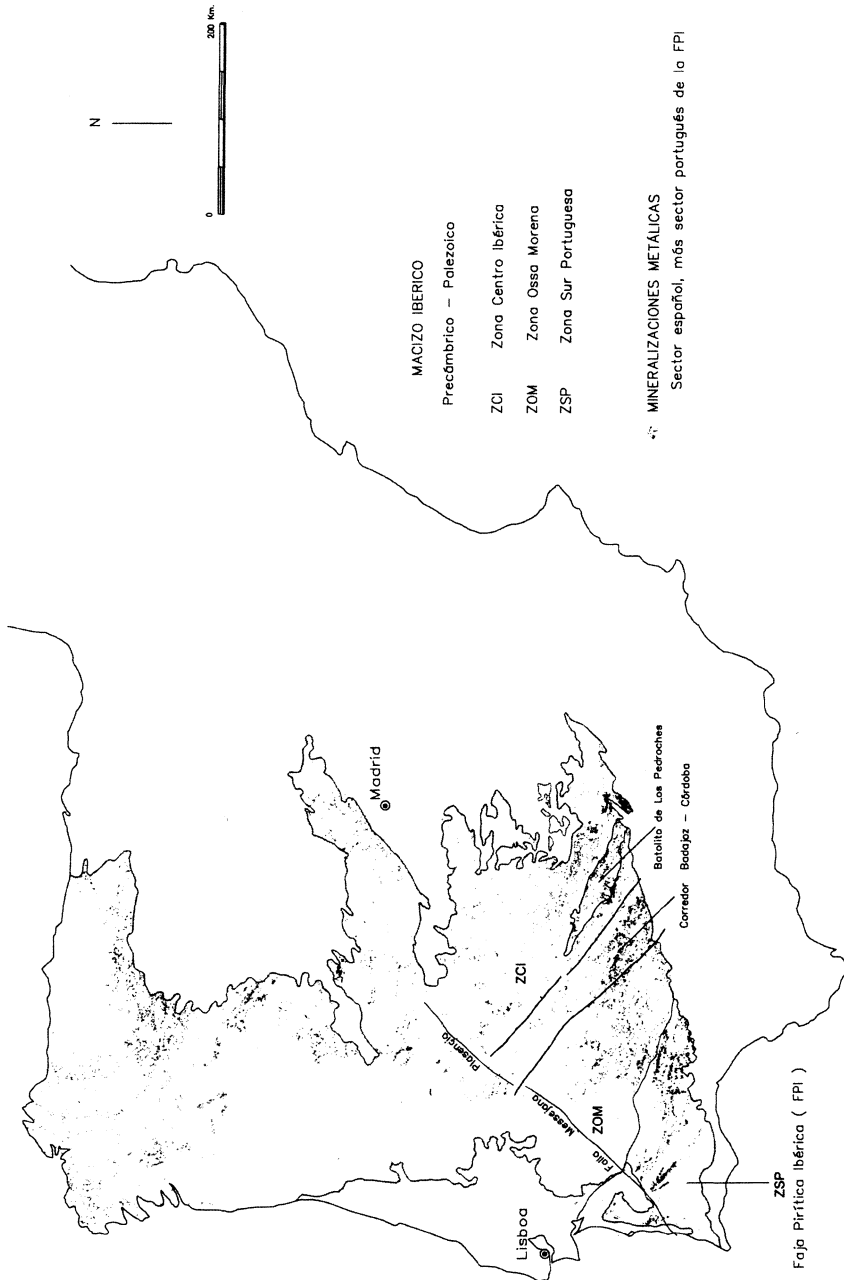 N
0 200 Km.
MACIZO IBERICO
Precámbrico – Palezoico
ZCI Zona Centro Ibérica
ZOM Zona Ossa Morena
ZSP Zona Sur Portuguesa
MINERALIZACIONES METÁLICAS
Sector español, más sector portugués de la FPI
Madrid
Lisboa
ZCI
Plasencia
Messejana
Falla
ZOM
Batolito de Los Pedroches
Corredor Badajoz – Córdoba
ZSP
Faja Pirítica Ibérica ( FPI )